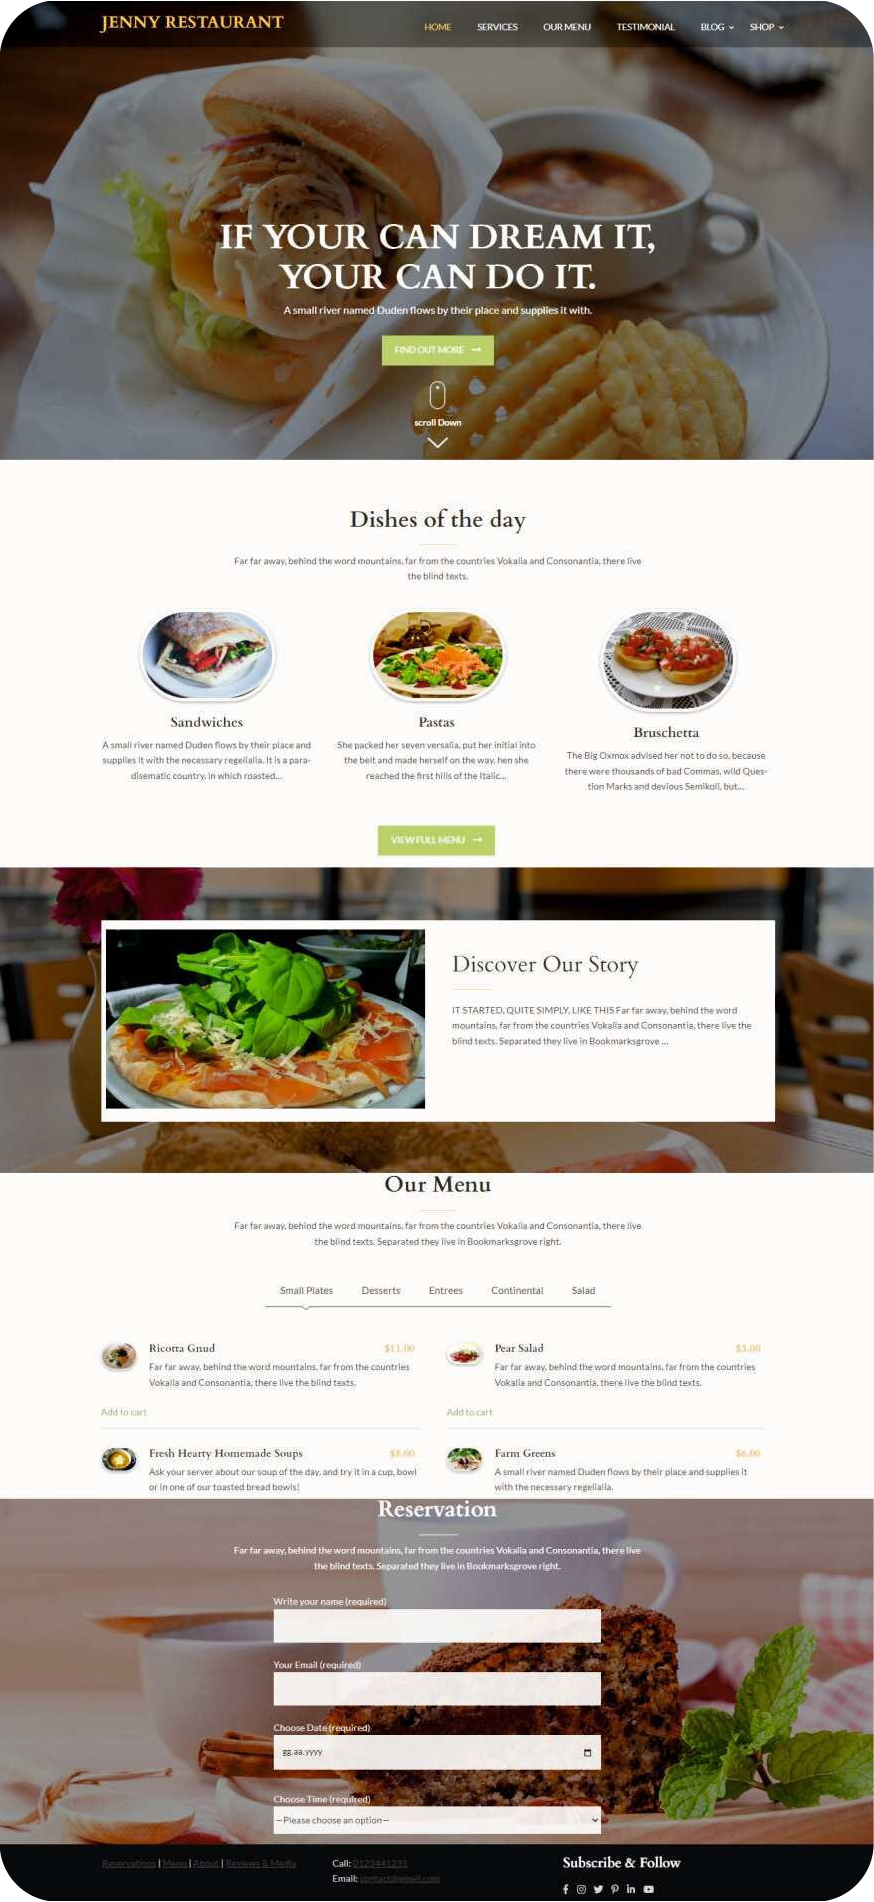 JENNY RESTAURANT
HOME SERVICES OUR MENU TESTIMONIAL BLOG SHOP
IF YOUR CAN DREAM IT,
YOUR CAN DO IT.
A small river named Duden flows by their place and supplies it with.
FIND OUT MORE →
scroll Down
Dishes of the day
Far far away, behind the word mountains, far from the countries Vokalia and Consonantia, there live
the blind texts.
Sandwiches
A small river named Duden flows by their place and
supplies it with the necessary regelialia. It is a para-
disematic country, in which roasted...
Pastas
She packed her seven versalia, put her initial into
the belt and made herself on the way. hen she
reached the first hills of the Italic...
Bruschetta
The Big Oxmox advised her not to do so, because
there were thousands of bad Commas, wild Ques-
tion Marks and devious Semikoli, but...
VIEW FULL MENU →
Discover Our Story
IT STARTED, QUITE SIMPLY, LIKE THIS Far far away, behind the word
mountains, far from the countries Vokalia and Consonantia, there live the
blind texts. Separated they live in Bookmarksgrove ...
Our Menu
Far far away, behind the word mountains, far from the countries Vokalia and Consonantia, there live
the blind texts. Separated they live in Bookmarksgrove right.
Small Plates Desserts Entrees Continental Salad
Ricotta Gnud $11.00
Far far away, behind the word mountains, far from the countries
Vokalia and Consonantia, there live the blind texts.
Add to cart
Pear Salad $3.00
Far far away, behind the word mountains, far from the countries
Vokalia and Consonantia, there live the blind texts.
Add to cart
Fresh Hearty Homemade Soups $8.00
Ask your server about our soup of the day, and try it in a cup, bowl
or in one of our toasted bread bowls!
Farm Greens $6.00
A small river named Duden flows by their place and supplies it
with the necessary regelialia.
Reservation
Far far away, behind the word mountains, far from the countries Vokalia and Consonantia, there live
the blind texts. Separated they live in Bookmarksgrove right.
Write your name (required)
Your Email (required)
Choose Date (required)
gg.aa.yyyy
Choose Time (required)
--Please choose an option--
Reservations | Menu | About | Reviews & Media
Call: 0123441231
Email: contact@gmail.com
Subscribe & Follow